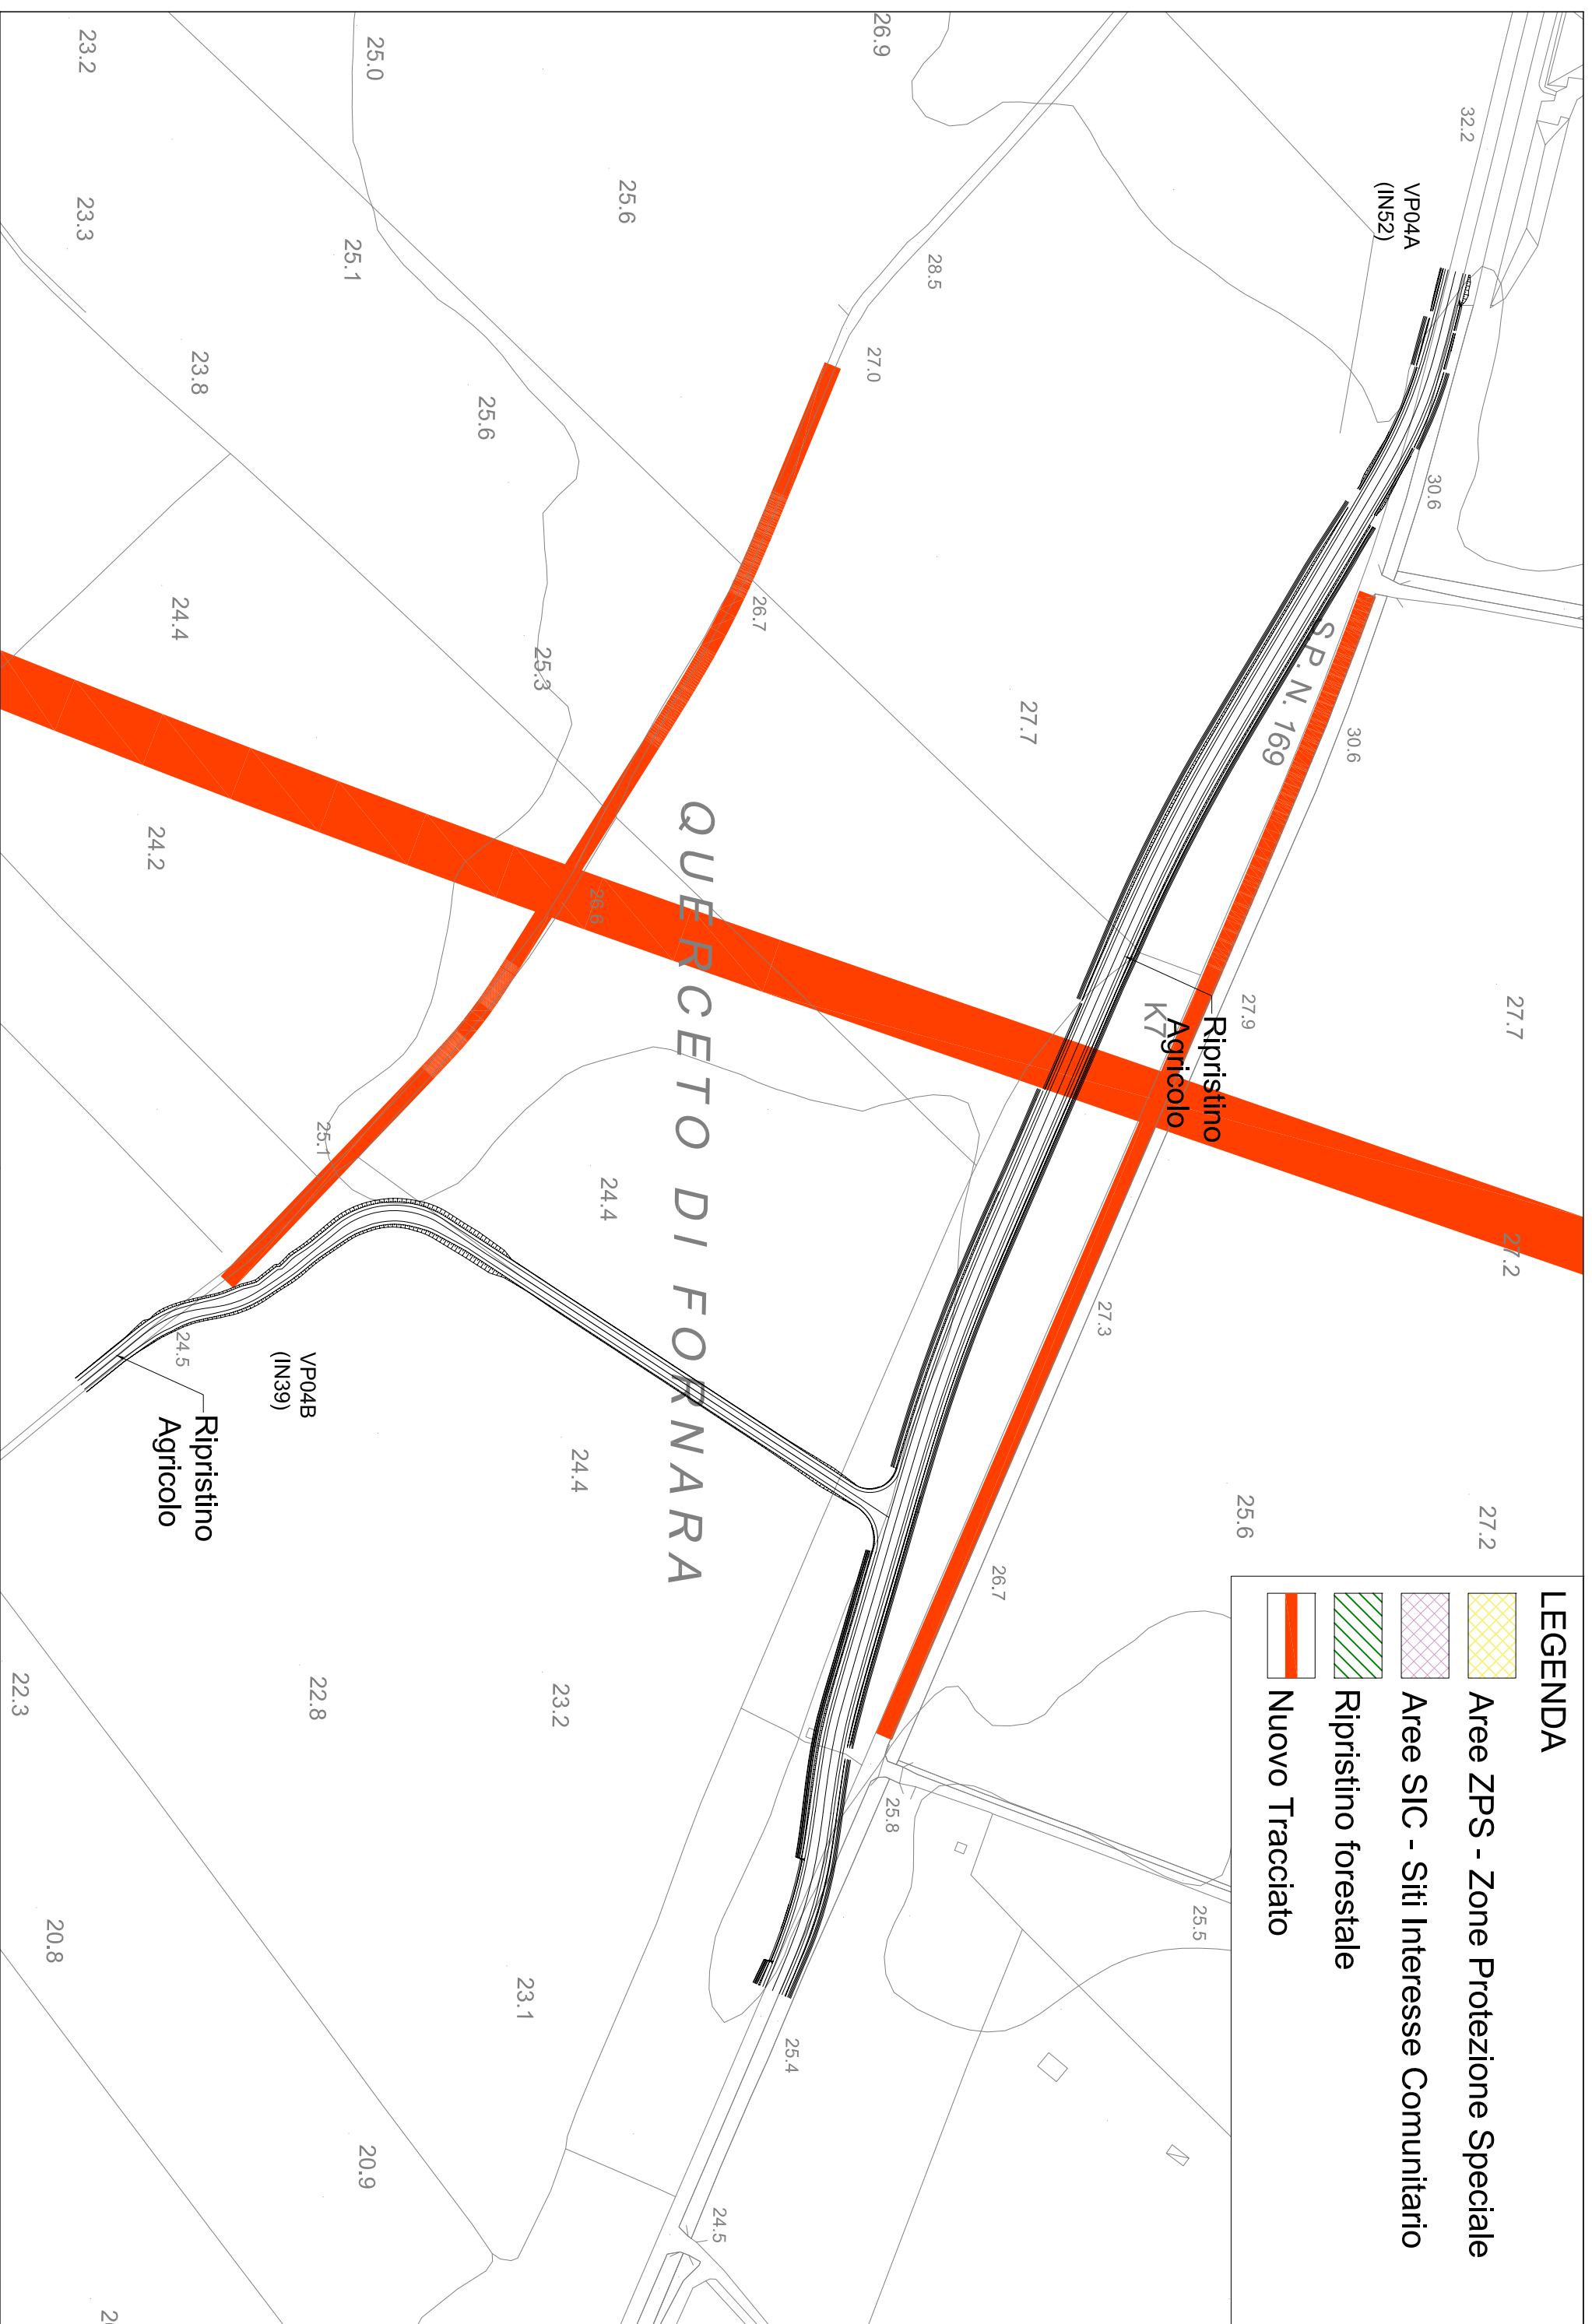 LEGENDA
Aree ZPS - Zone Protezione Speciale
Aree SIC - Siti Interesse Comunitario
Ripristino forestale
Nuovo Tracciato
32.2
VP04A
(IN52)
30.6
S.P. N. 169
30.6
27.7
27.9
Ripristino
Agricolo
K7
27.2
27.2
25.6
27.3
26.7
25.5
25.8
25.4
24.5
26.9
28.5
27.0
27.7
26.7
26.6
QUERCETO DI FORNARA
25.6
25.0
25.1
25.6
25.3
24.4
24.4
23.2
23.1
25.1
VP04B
(IN39)
24.5
Ripristino
Agricolo
22.8
20.9
23.2
23.3
23.8
24.4
24.2
22.3
20.8